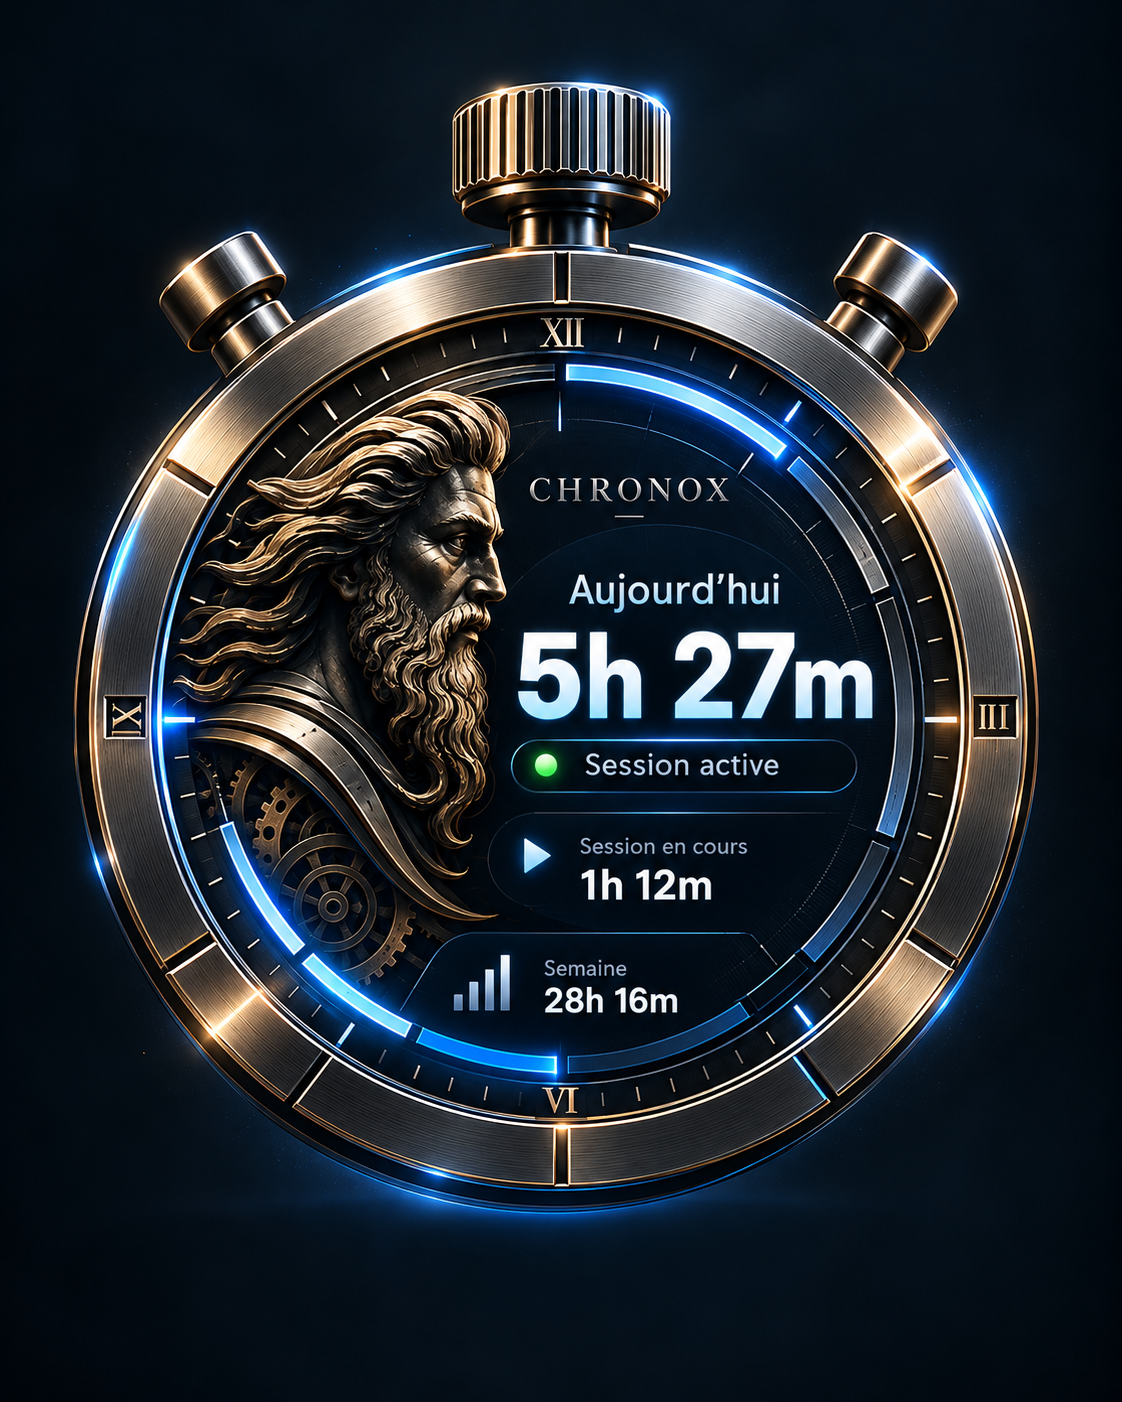 XII
CHRONOX
Aujourd’hui
5h 27m
IX
III
Session active
Session en cours
1h 12m
Semaine
28h 16m
VI